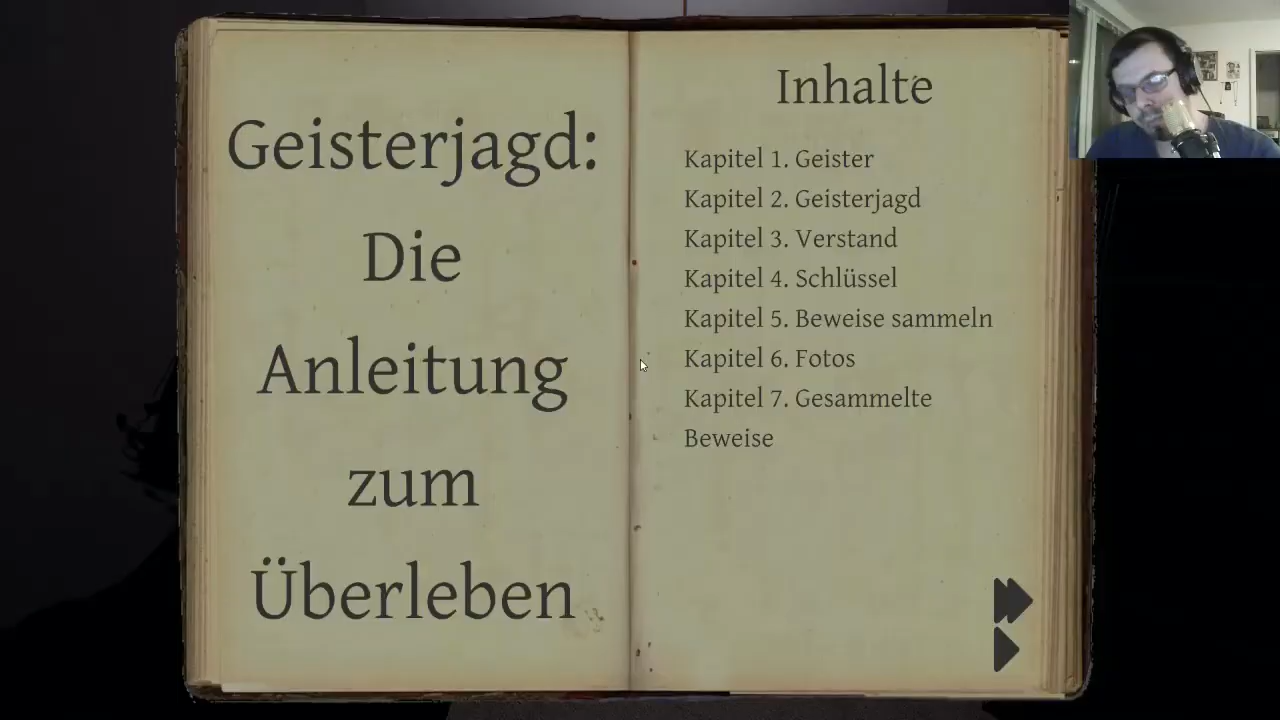 Geisterjagd:
Die
Anleitung
zum
Überleben
Inhalte
Kapitel 1. Geister
Kapitel 2. Geisterjagd
Kapitel 3. Verstand
Kapitel 4. Schlüssel
Kapitel 5. Beweise sammeln
Kapitel 6. Fotos
Kapitel 7. Gesammelte
Beweise